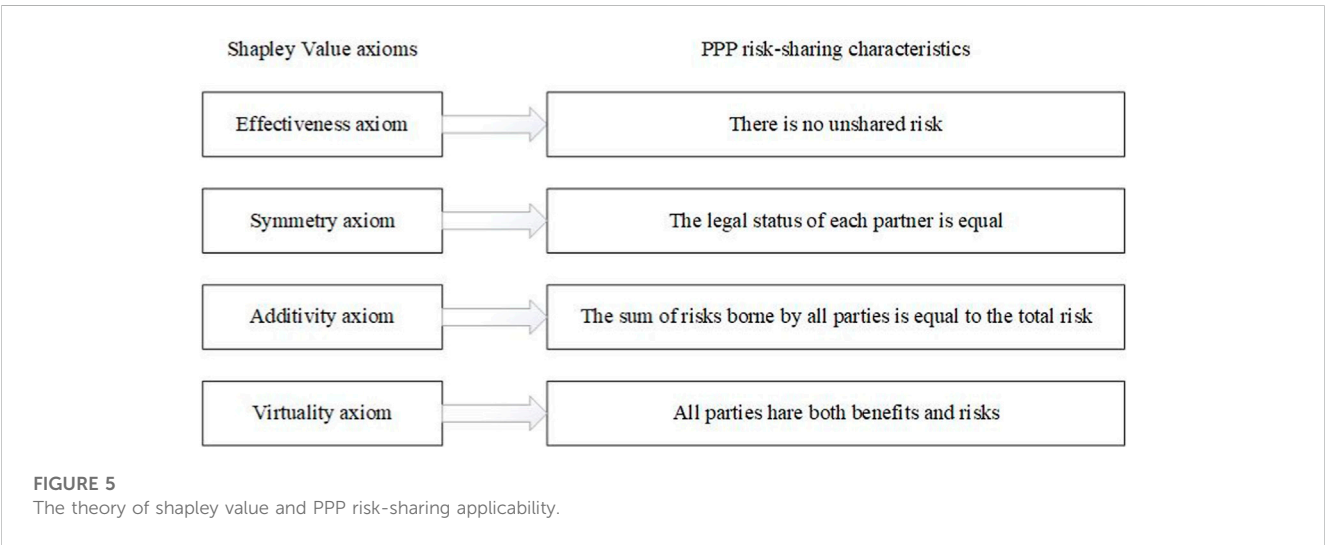 Shapley Value axioms
PPP risk-sharing characteristics
Effectiveness axiom
There is no unshared risk
Symmetry axiom
The legal status of each partner is equal
Additivity axiom
The sum of risks borne by all parties is equal to the total risk
Virtuality axiom
All parties hare both benefits and risks
FIGURE 5
The theory of shapley value and PPP risk-sharing applicability.